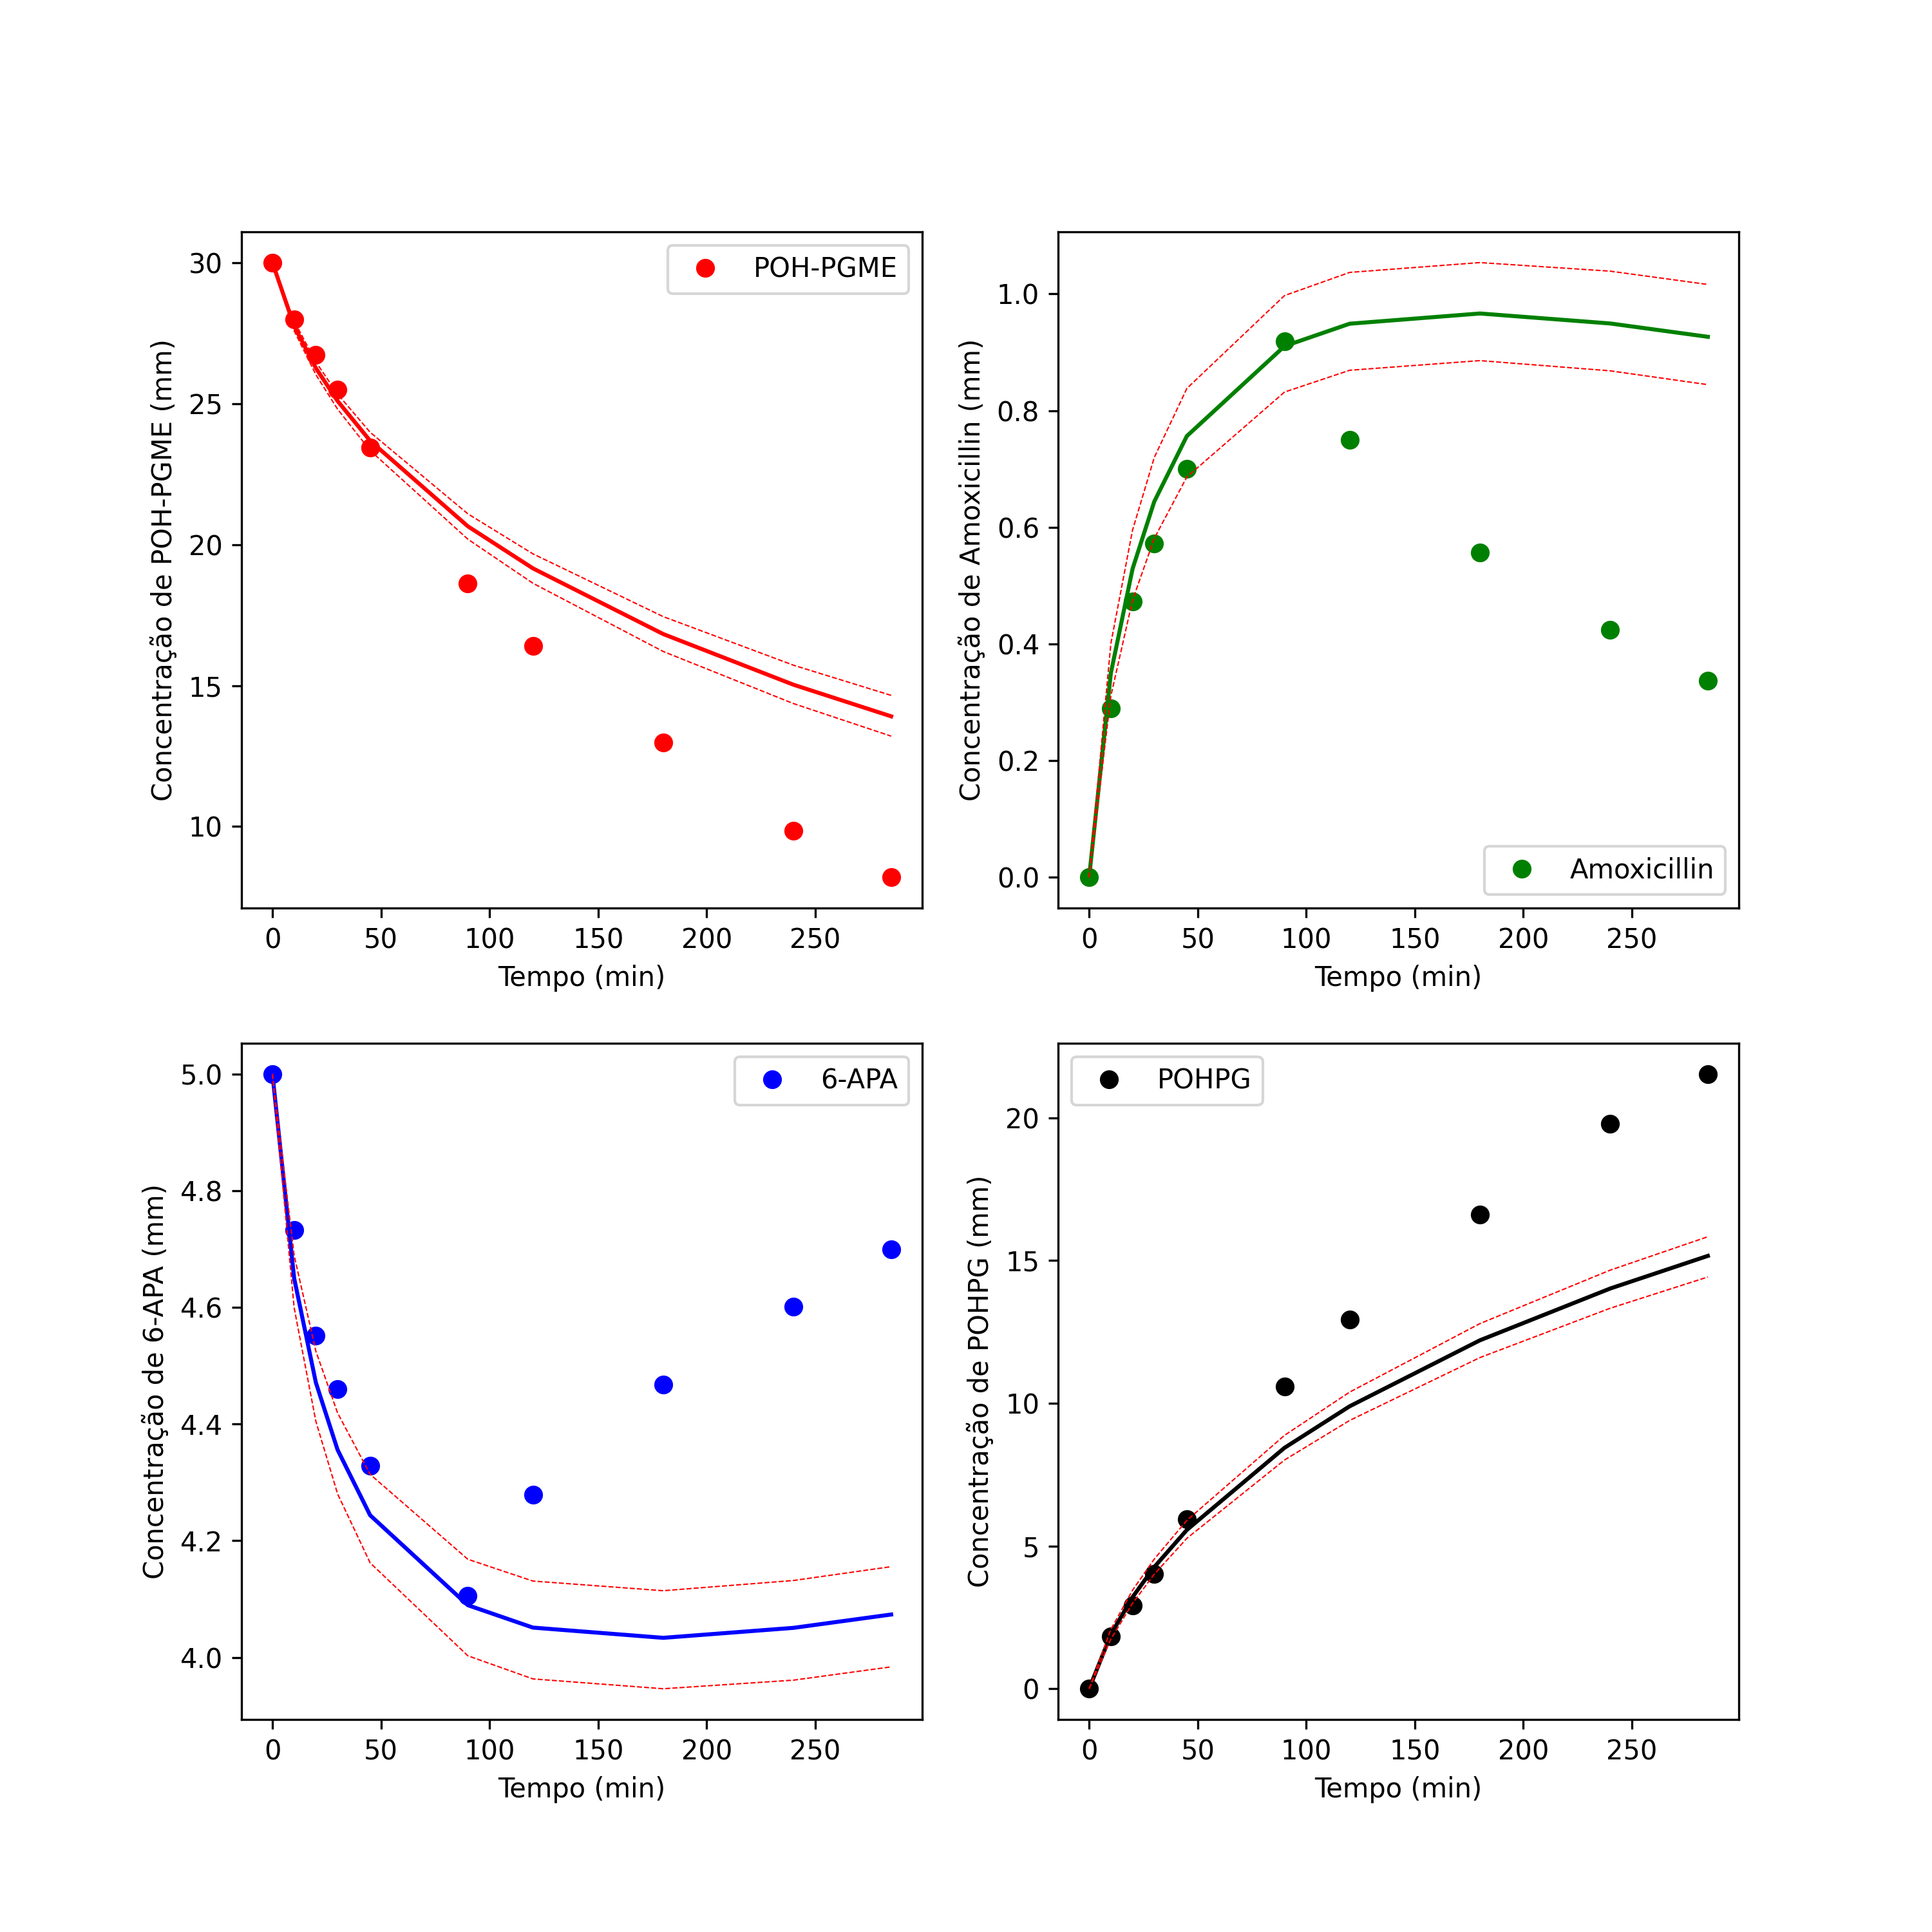 Concentração de POH-PGME (mm)
30
25
20
15
10
POH-PGME
0 50 100 150 200 250
Tempo (min)
Concentração de Amoxicillin (mm)
1.0
0.8
0.6
0.4
0.2
0.0
Amoxicillin
0 50 100 150 200 250
Tempo (min)
Concentração de 6-APA (mm)
5.0
4.8
4.6
4.4
4.2
4.0
6-APA
0 50 100 150 200 250
Tempo (min)
Concentração de POHPG (mm)
20
15
10
5
0
POHPG
0 50 100 150 200 250
Tempo (min)